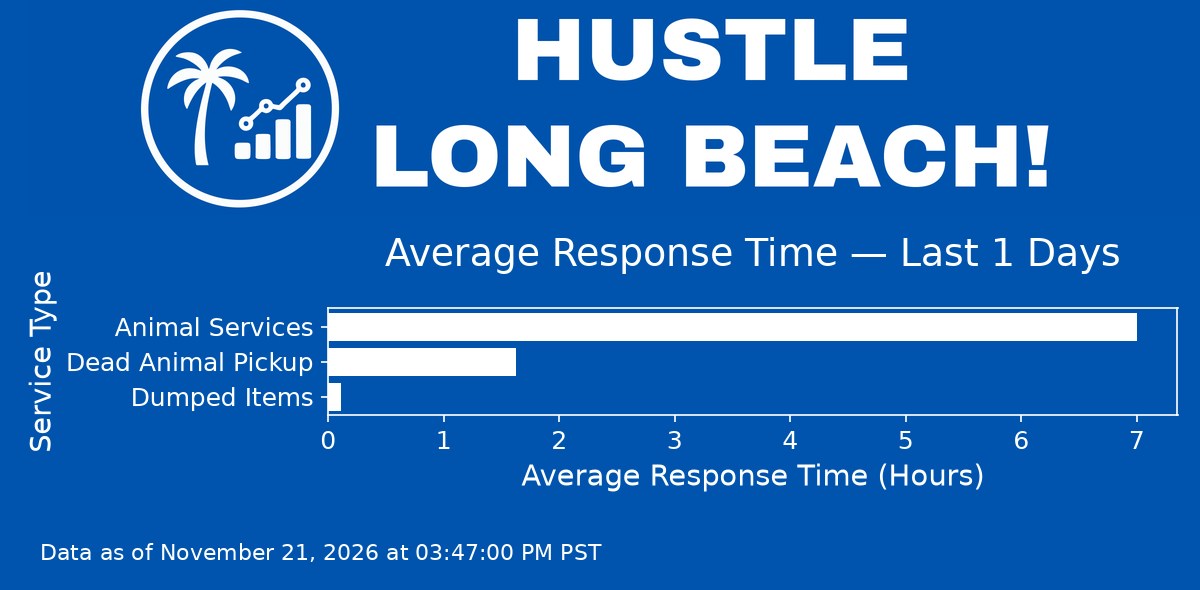 HUSTLE
LONG BEACH!
Average Response Time — Last 1 Days
Service Type
Animal Services
Dead Animal Pickup
Dumped Items
0 1 2 3 4 5 6 7
Average Response Time (Hours)
Data as of November 21, 2026 at 03:47:00 PM PST